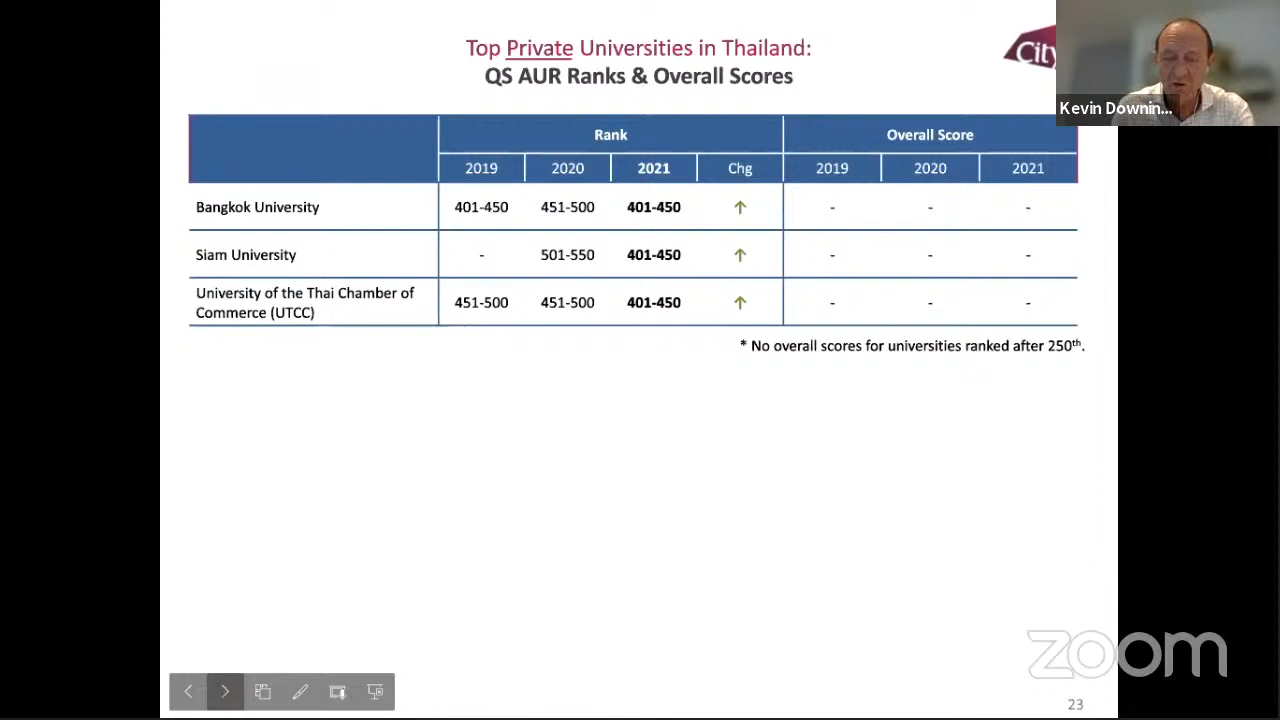 Top Private Universities in Thailand:
QS AUR Ranks & Overall Scores
City
Kevin Downin...
Rank Overall Score
2019 2020 2021 Chg 2019 2020 2021
Bangkok University 401-450 451-500 401-450 ↑ - - -
Siam University - 501-550 401-450 ↑ - - -
University of the Thai Chamber of
Commerce (UTCC) 451-500 451-500 401-450 ↑ - - -
* No overall scores for universities ranked after 250th.
zoom
23